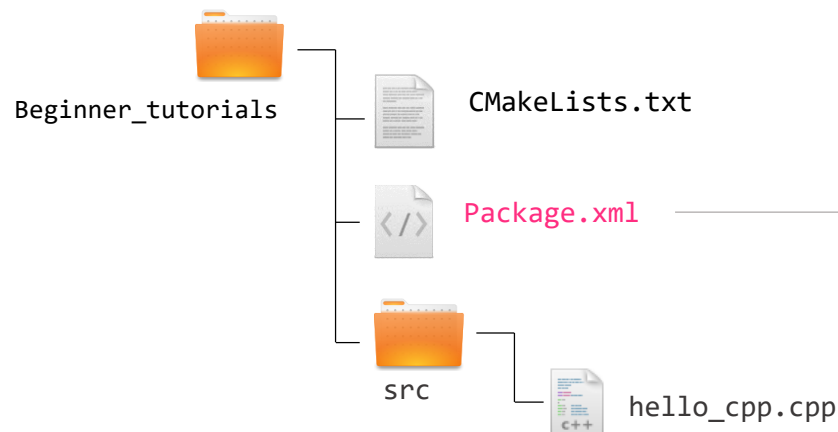 Beginner_tutorials
CMakeLists.txt
</>
Package.xml
src
c++
hello_cpp.cpp